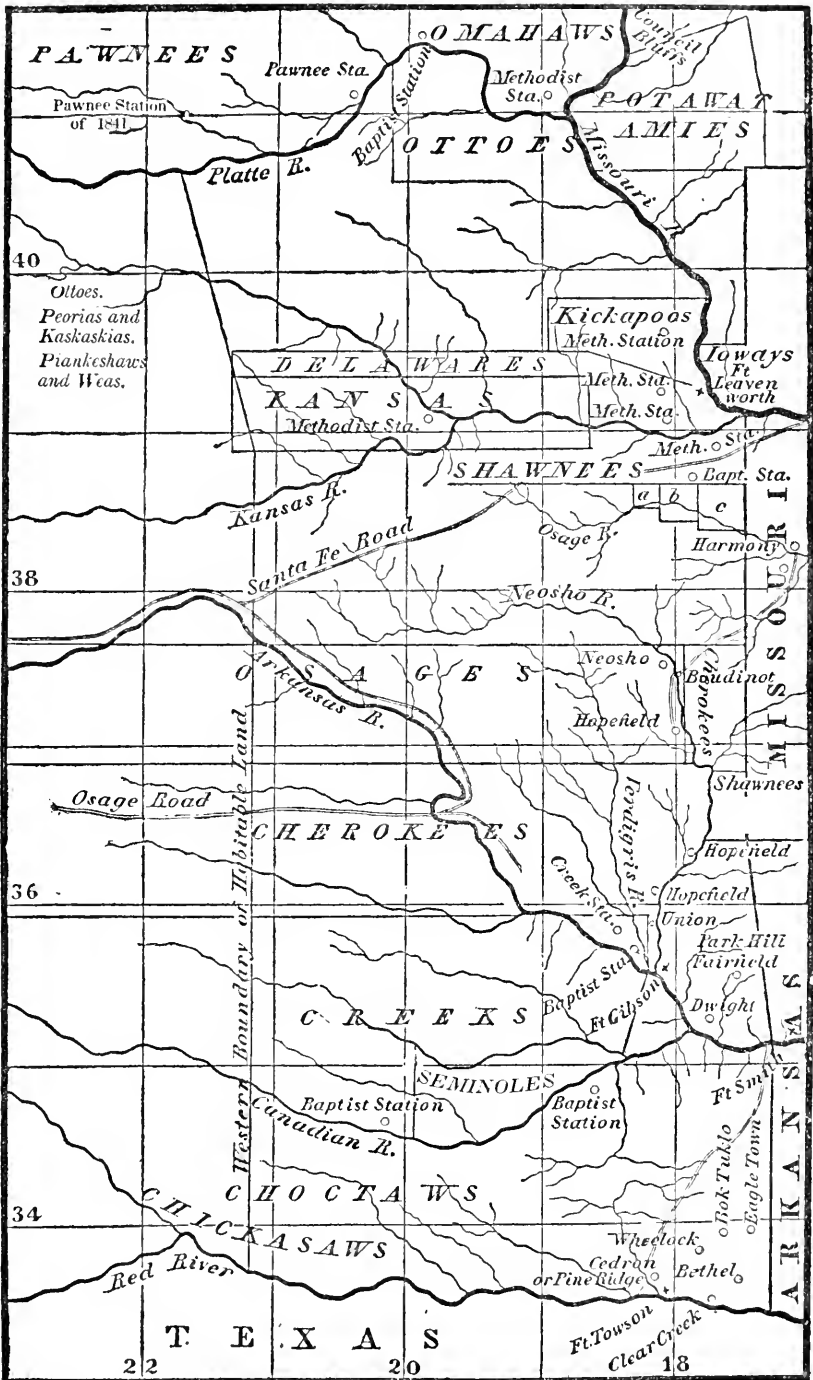 PAWNEES
OMAHAWS
Council
Bluffs
Pawnee Sta.
Methodist
Sta.
POTAWAT
AMIES
Pawnee Station
of 1841
Baptist Station
OTTOES
Platte R.
Missouri R.
40
Ottoes.
Peorias and
Kaskaskias.
Piankeshaws
and Weas.
Kickapoos
Meth. Station
Ioways
Ft
Leaven
worth
DELAWARES
KANSAS
Methodist Sta.
Meth. Sta.
Meth. Sta.
Meth. Sta.
SHAWNEES
Bapt. Sta.
Kansas R.
a b c
Osage R.
Harmony
Santa Fe Road
38
Neosho R.
MISSOURI
OSAGES
Arkansas R.
Neosho
Boudinot
Cherokees
Hopefield
Western Boundary of Habitable Land
Osage Road
Verdigris R.
Shawnees
CHEROKEES
Hopefield
36
Creek Sta.
Hopefield
Union
Park Hill
Fairfield
Baptist Sta.
Ft Gibson
Dwight
CREEKS
ARKANSAS
SEMINOLES
Ft Smith
Baptist Station
Baptist
Station
Canadian R.
Bok Tuklo
Eagle Town
CHOCTAWS
34
CHICKASAWS
Wheelock
Cedron
or Pine Ridge
Bethel
Red River
Ft. Towson
Clear Creek
TEXAS
22 20 18